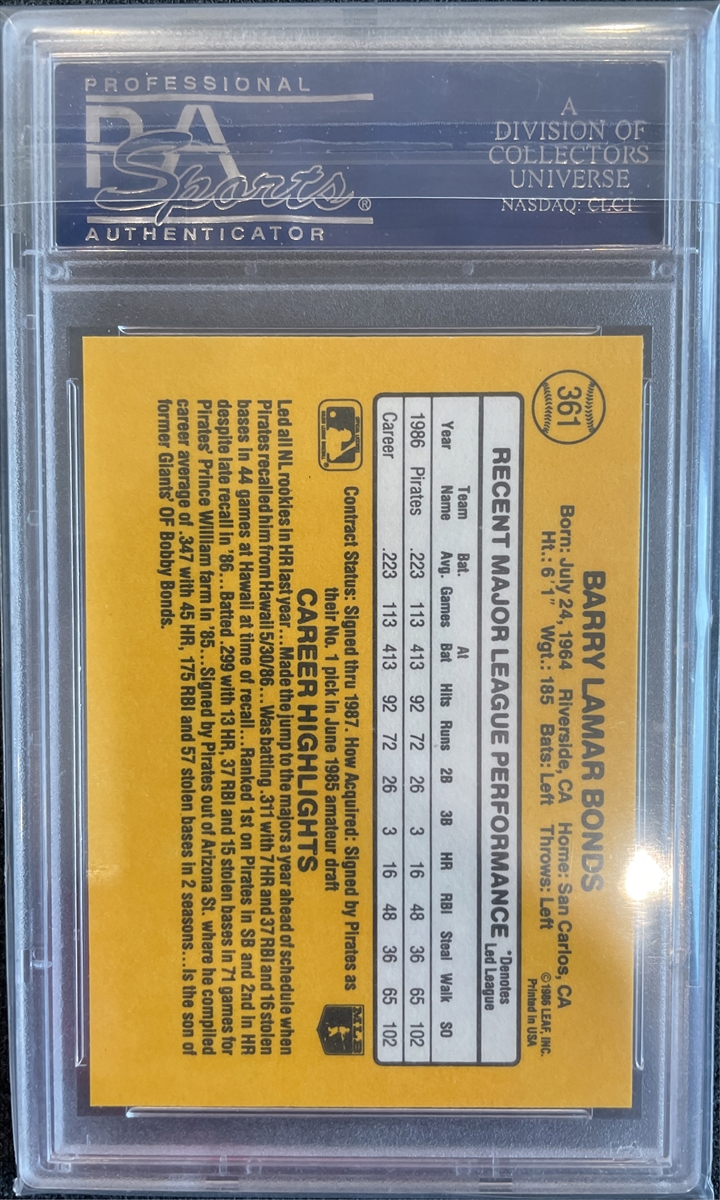 PROFESSIONAL
PSA
Sports®
AUTHENTICATOR
A
DIVISION OF
COLLECTORS
UNIVERSE
NASDAQ: CLCT
361
BARRY LAMAR BONDS
Born: July 24, 1964 Riverside, CA Home: San Carlos, CA
Ht.: 6'1" Wgt.: 185 Bats: Left Throws: Left
©1986 LEAF, INC.
Printed in USA
RECENT MAJOR LEAGUE PERFORMANCE
*Denotes
Led League
Year Team Name Bat. Avg. Games At Bat Hits Runs 2B 3B HR RBI Steal Walk SO
1986 Pirates .223 113 413 92 72 26 3 16 48 36 65 102
Career .223 113 413 92 72 26 3 16 48 36 65 102
OFFICIAL LICENSEE
MAJOR LEAGUE BASEBALL
Contract Status: Signed thru 1987. How Acquired: Signed by Pirates as
their No. 1 pick in June 1985 amateur draft
MLB
CAREER HIGHLIGHTS
Led all NL rookies in HR last year...Made the jump to the majors a year ahead of schedule when
Pirates recalled him from Hawaii 5/30/86...Was batting .311 with 7 HR and 37 RBI and 16 stolen
bases in 44 games at Hawaii at time of recall...Ranked 1st on Pirates in SB and 2nd in HR
despite late recall in '86...Batted .299 with 13 HR, 37 RBI and 15 stolen bases in 71 games for
Pirates' Prince William farm in '85...Signed by Pirates out of Arizona St. where he compiled
career average of .347 with 45 HR, 175 RBI and 57 stolen bases in 2 seasons...Is the son of
former Giants' OF Bobby Bonds.